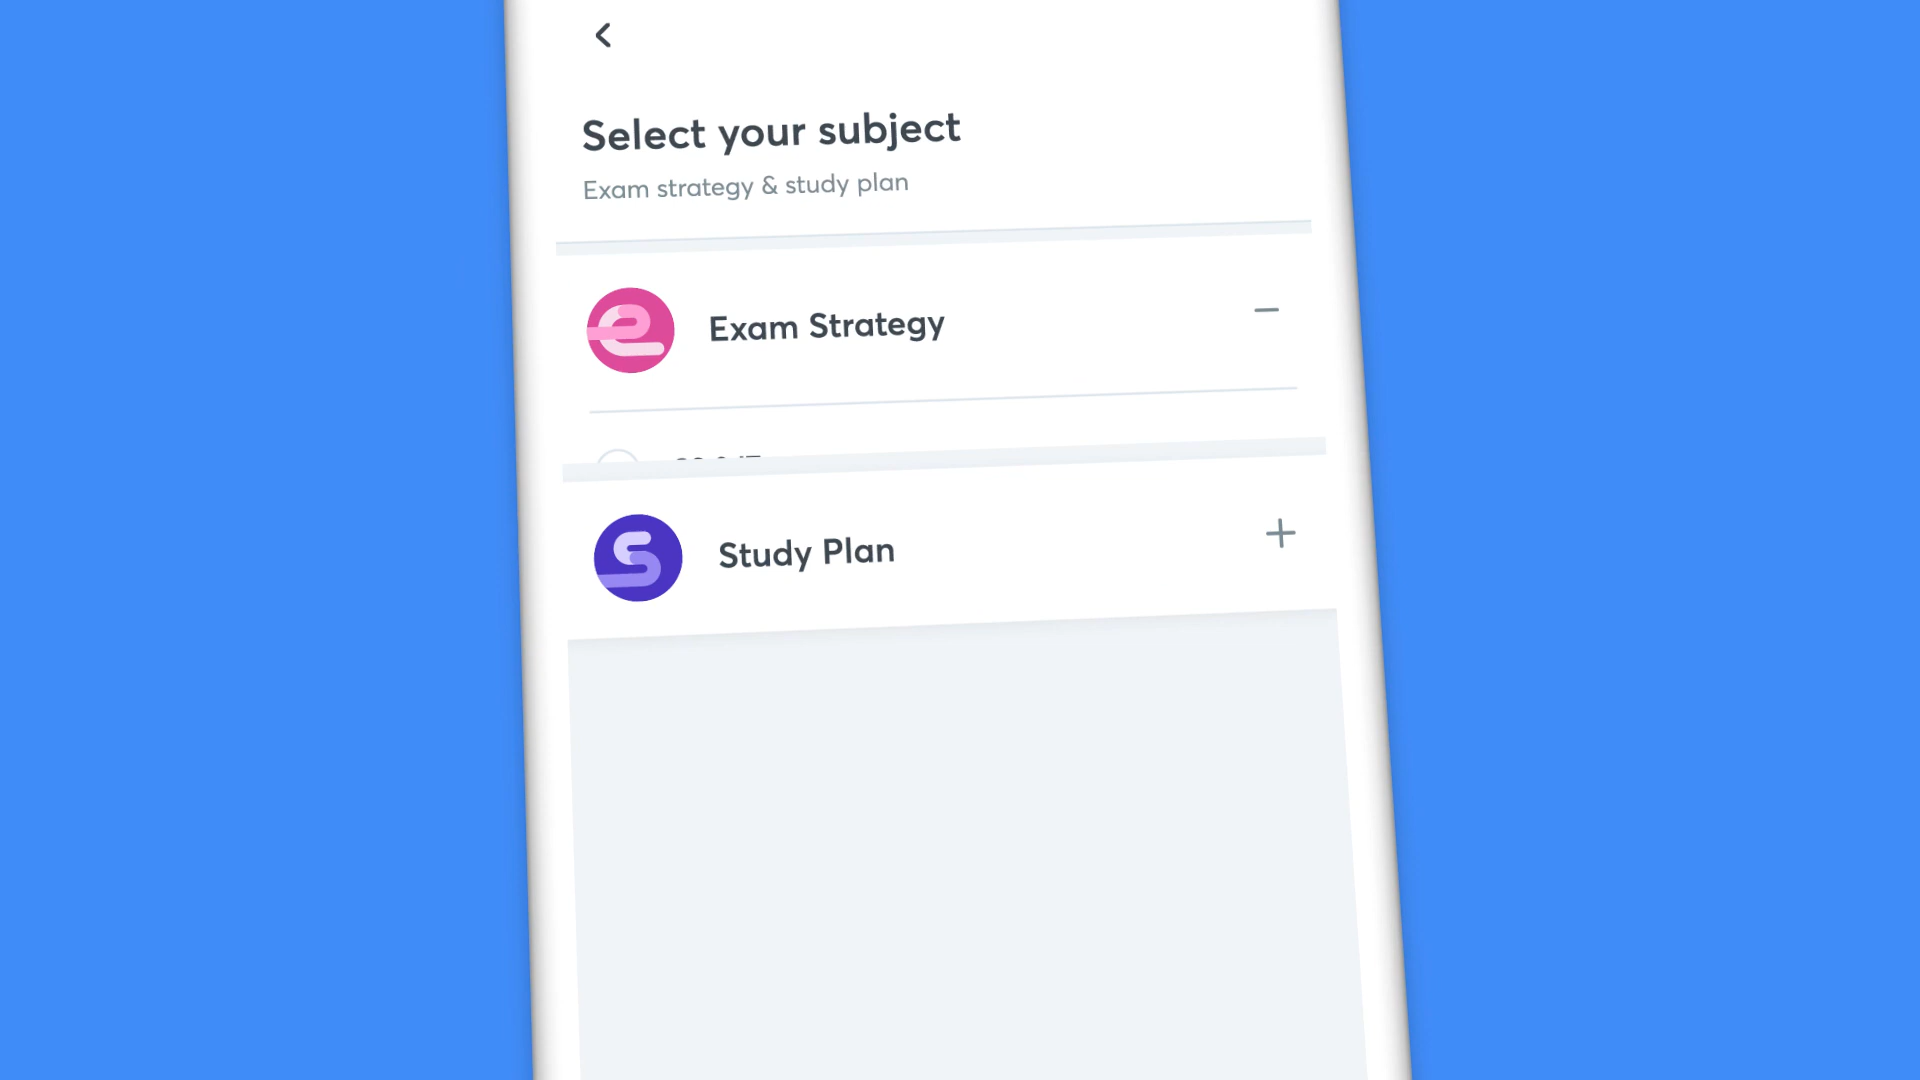 Select your subject
Exam strategy & study plan
Exam Strategy
Study Plan